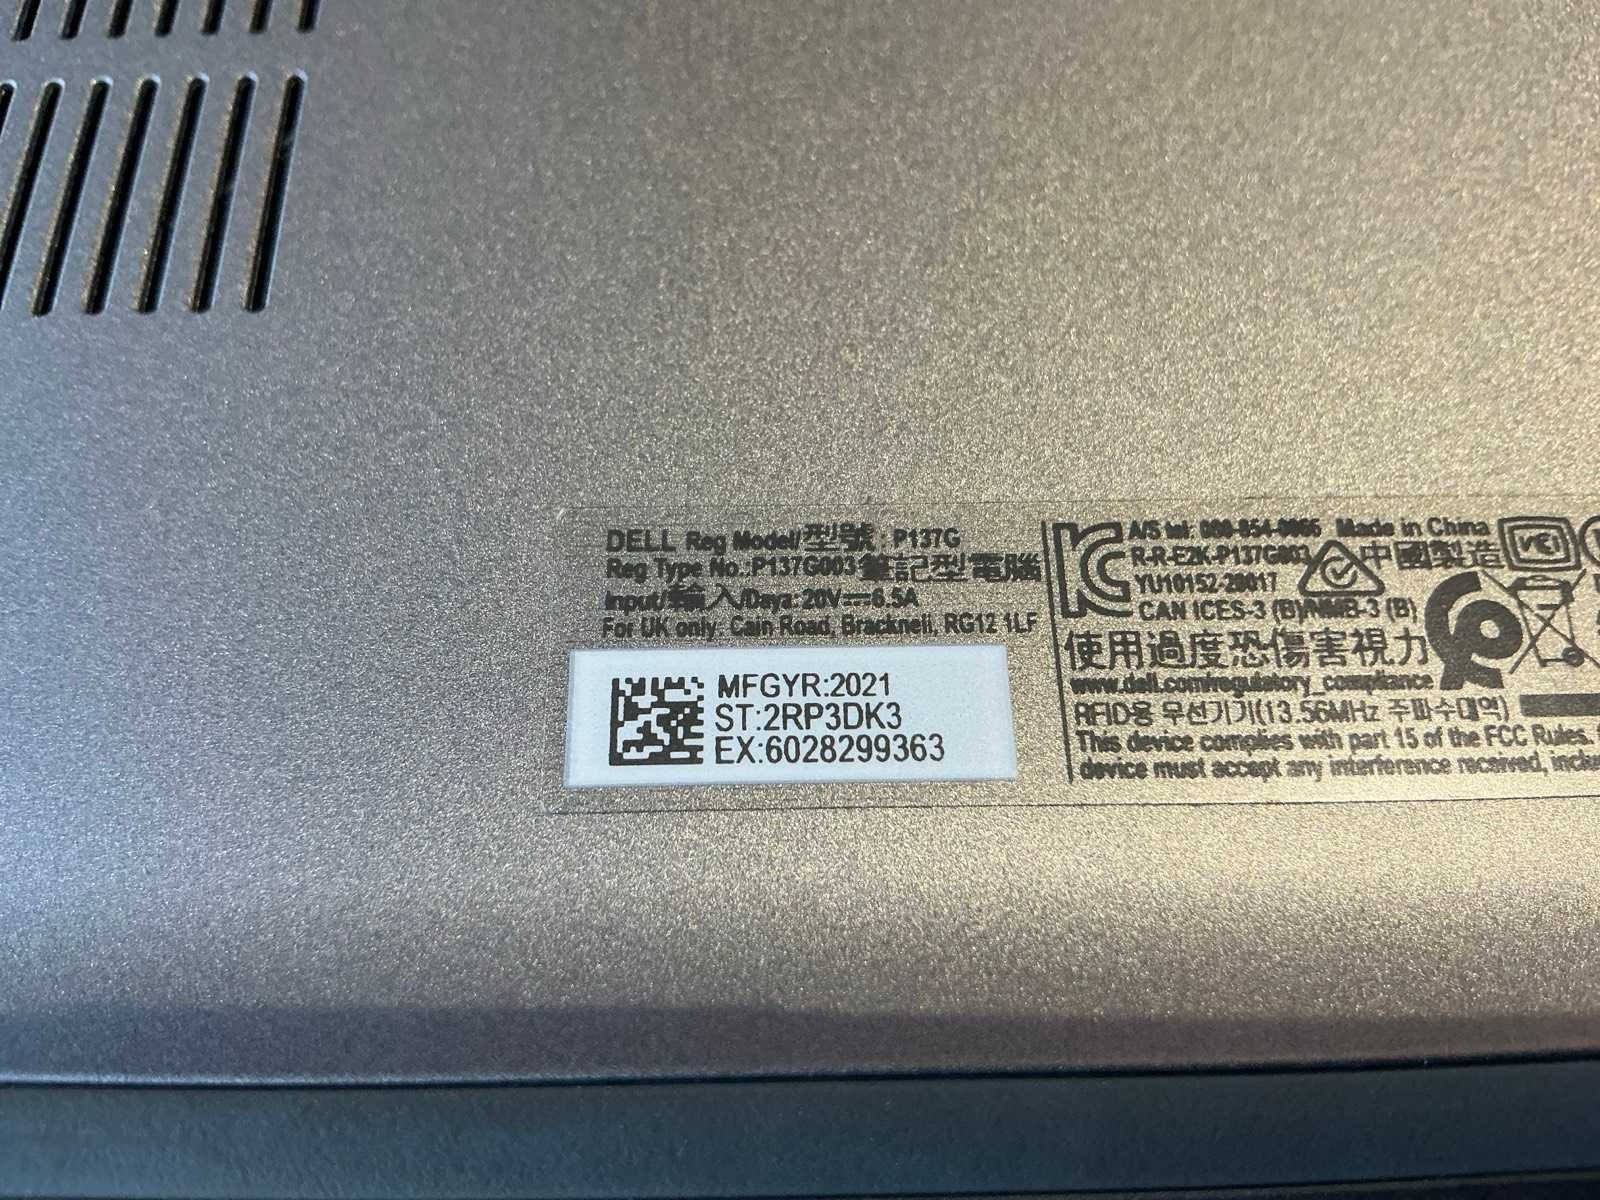 DELL Reg Model/型號: P137G
Reg Type No.:P137G003 筆記型電腦
Input/輸入/Daya: 20V⎓6.5A
For UK only: Cain Road, Bracknell, RG12 1LF
MFGYR:2021
ST:2RP3DK3
EX:6028299363
A/S tel: Made in China
R-R-E2K-P137G003 中國製造
VEI
YU10152-20017
CAN ICES-3 (B)/NMB-3 (B)
使用過度恐傷害視力
www.dell.com/regulatory_compliance
RFID용 무선기기(13.56MHz 주파수대역)
This device complies with part 15 of the FCC Rules.
device must accept any interference received,